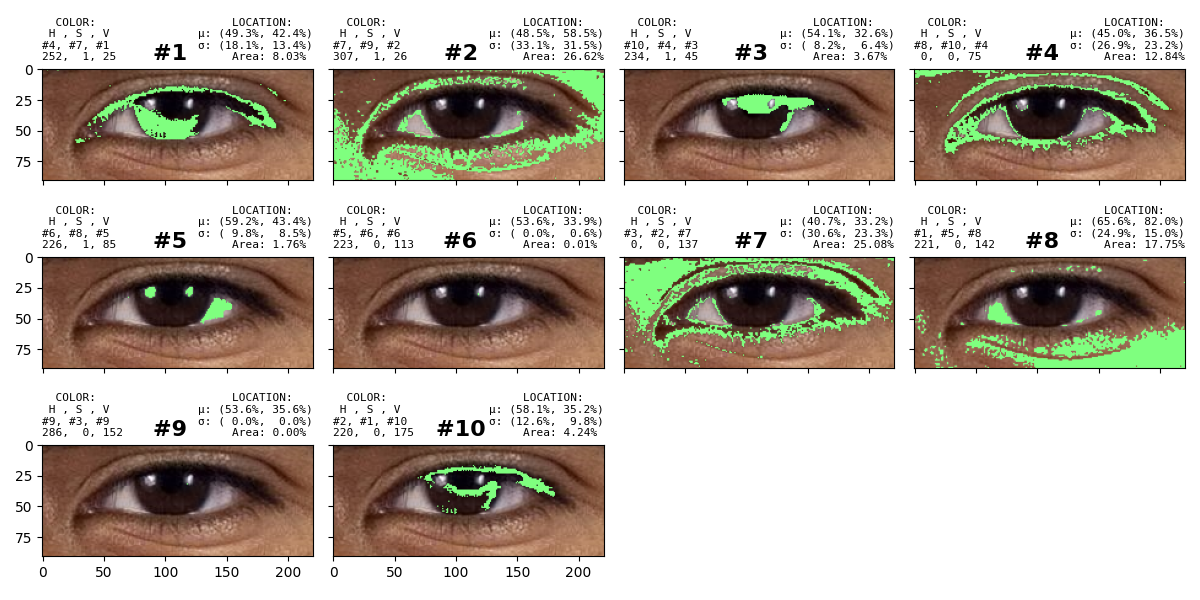 COLOR: LOCATION:
H , S , V μ: (49.3%, 42.4%)
#4, #7, #1 σ: (18.1%, 13.4%)
252, 1, 25 #1 Area: 8.03%
COLOR: LOCATION:
H , S , V μ: (48.5%, 58.5%)
#7, #9, #2 σ: (33.1%, 31.5%)
307, 1, 26 #2 Area: 26.62%
COLOR: LOCATION:
H , S , V μ: (54.1%, 32.6%)
#10, #4, #3 σ: ( 8.2%, 6.4%)
234, 1, 45 #3 Area: 3.67%
COLOR: LOCATION:
H , S , V μ: (45.0%, 36.5%)
#8, #10, #4 σ: (26.9%, 23.2%)
0, 0, 75 #4 Area: 12.84%
0
25
50
75
COLOR: LOCATION:
H , S , V μ: (59.2%, 43.4%)
#6, #8, #5 σ: ( 9.8%, 8.5%)
226, 1, 85 #5 Area: 1.76%
COLOR: LOCATION:
H , S , V μ: (53.6%, 33.9%)
#5, #6, #6 σ: ( 0.0%, 0.6%)
223, 0, 113 #6 Area: 0.01%
COLOR: LOCATION:
H , S , V μ: (40.7%, 33.2%)
#3, #2, #7 σ: (30.6%, 23.3%)
0, 0, 137 #7 Area: 25.08%
COLOR: LOCATION:
H , S , V μ: (65.6%, 82.0%)
#1, #5, #8 σ: (24.9%, 15.0%)
221, 0, 142 #8 Area: 17.75%
0
25
50
75
COLOR: LOCATION:
H , S , V μ: (53.6%, 35.6%)
#9, #3, #9 σ: ( 0.0%, 0.0%)
286, 0, 152 #9 Area: 0.00%
COLOR: LOCATION:
H , S , V μ: (58.1%, 35.2%)
#2, #1, #10 σ: (12.6%, 9.8%)
220, 0, 175 #10 Area: 4.24%
0
25
50
75
0 50 100 150 200
0 50 100 150 200